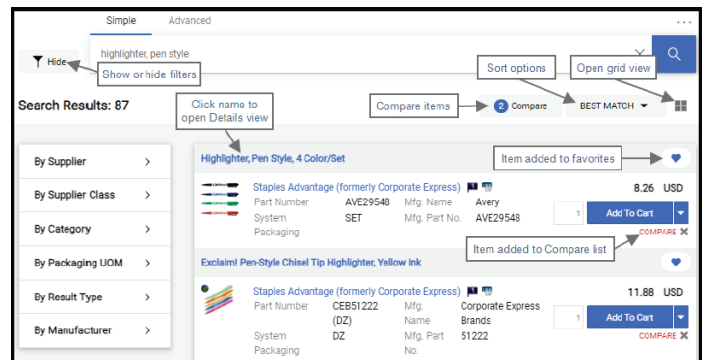 Simple Advanced
highlighter, pen style
Hide
Show or hide filters
Sort options
Open grid view
Search Results: 87
Click name to
open Details view
Compare items
2 Compare
BEST MATCH
By Supplier
By Supplier Class
By Category
By Packaging UOM
By Result Type
By Manufacturer
Highlighter, Pen Style, 4 Color/Set
Item added to favorites
Staples Advantage (formerly Corporate Express)
8.26 USD
Part Number AVE29548 Mfg. Name Avery
System SET Mfg. Part No. AVE29548
Packaging
1 Add To Cart
COMPARE
Item added to Compare list
Exclaim! Pen-Style Chisel Tip Highlighter, Yellow Ink
Staples Advantage (formerly Corporate Express)
11.88 USD
Part Number CEB51222 Mfg. Corporate Express
(DZ) Name Brands
System DZ Mfg. Part 51222
Packaging No.
1 Add To Cart
COMPARE